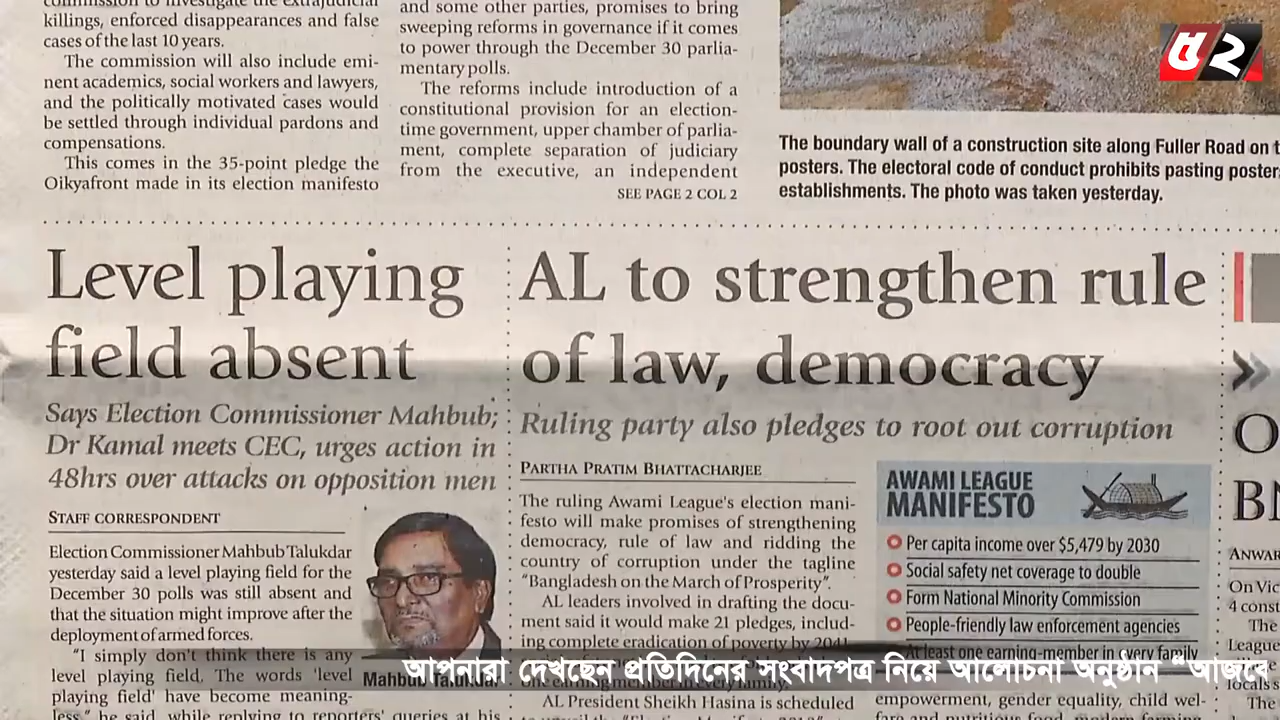 killings, enforced disappearances and false
cases of the last 10 years.
The commission will also include emi-
nent academics, social workers and lawyers,
and the politically motivated cases would
be settled through individual pardons and
compensations.
This comes in the 35-point pledge the
Oikyafront made in its election manifesto
and some other parties, promises to bring
sweeping reforms in governance if it comes
to power through the December 30 parlia-
mentary polls.
The reforms include introduction of a
constitutional provision for an election-
time government, upper chamber of parlia-
ment, complete separation of judiciary
from the executive, an independent
SEE PAGE 2 COL 2
৫২
The boundary wall of a construction site along Fuller Road on
posters. The electoral code of conduct prohibits pasting poster
establishments. The photo was taken yesterday.
Level playing
field absent
Says Election Commissioner Mahbub;
Dr Kamal meets CEC, urges action in
48hrs over attacks on opposition men
STAFF CORRESPONDENT
Election Commissioner Mahbub Talukdar
yesterday said a level playing field for the
December 30 polls was still absent and
that the situation might improve after the
deployment of armed forces.
"I simply don't think there is any
level playing field. The words 'level
playing field' have become meaning-
less," he said, while replying to reporters' queries at his
Mahbub Talukdar
AL to strengthen rule
of law, democracy
Ruling party also pledges to root out corruption
PARTHA PRATIM BHATTACHARJEE
The ruling Awami League's election mani-
festo will make promises of strengthening
democracy, rule of law and ridding the
country of corruption under the tagline
"Bangladesh on the March of Prosperity".
AL leaders involved in drafting the docu-
ment said it would make 21 pledges, includ-
ing complete eradication of poverty by 2041
one earning member in every family.
AL President Sheikh Hasina is scheduled
AWAMI LEAGUE
MANIFESTO
Per capita income over $5,479 by 2030
Social safety net coverage to double
Form National Minority Commission
People-friendly law enforcement agencies
At least one earning-member in every family
empowerment, gender equality, child wel-
fare and nutritious food, modern farming
O
BN
ANWAR
On Vic
4 const
The
League
locals s
The
আপনারা দেখছেন প্রতিদিনের সংবাদপত্র নিয়ে আলোচনা অনুষ্ঠান "আজকে